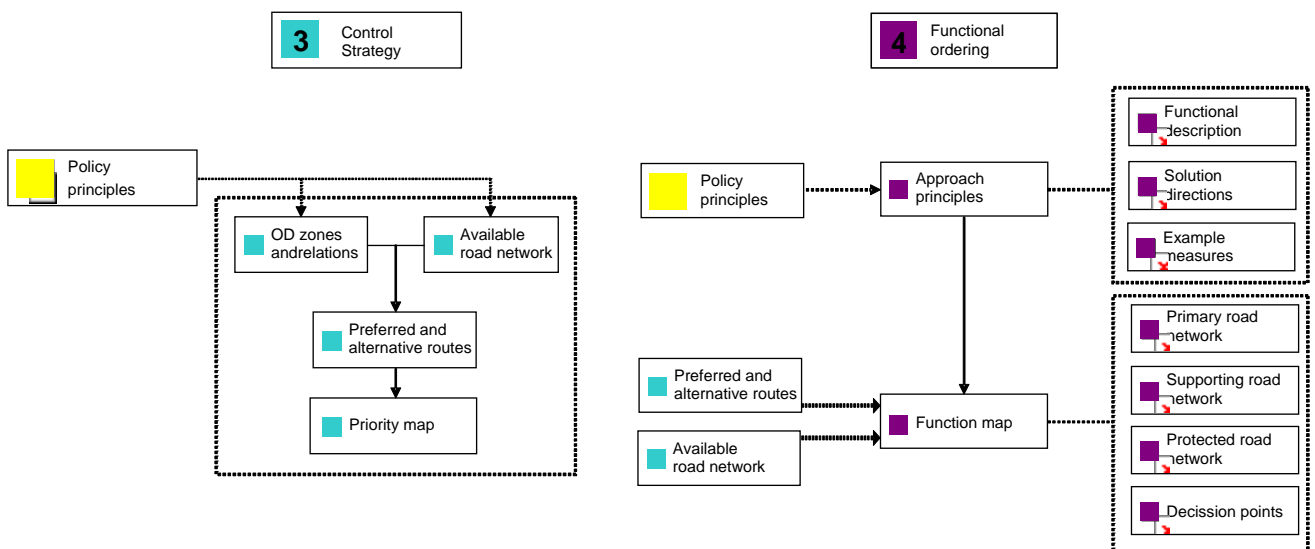 3
Control
Strategy
Policy
principles
OD zones
andrelations
Available
road network
Preferred and
alternative routes
Priority map
4
Functional
ordering
Policy
principles
Approach
principles
Functional
description
Solution
directions
Example
measures
Preferred and
alternative routes
Available
road network
Function map
Primary road
network
Supporting road
network
Protected road
network
Decission points